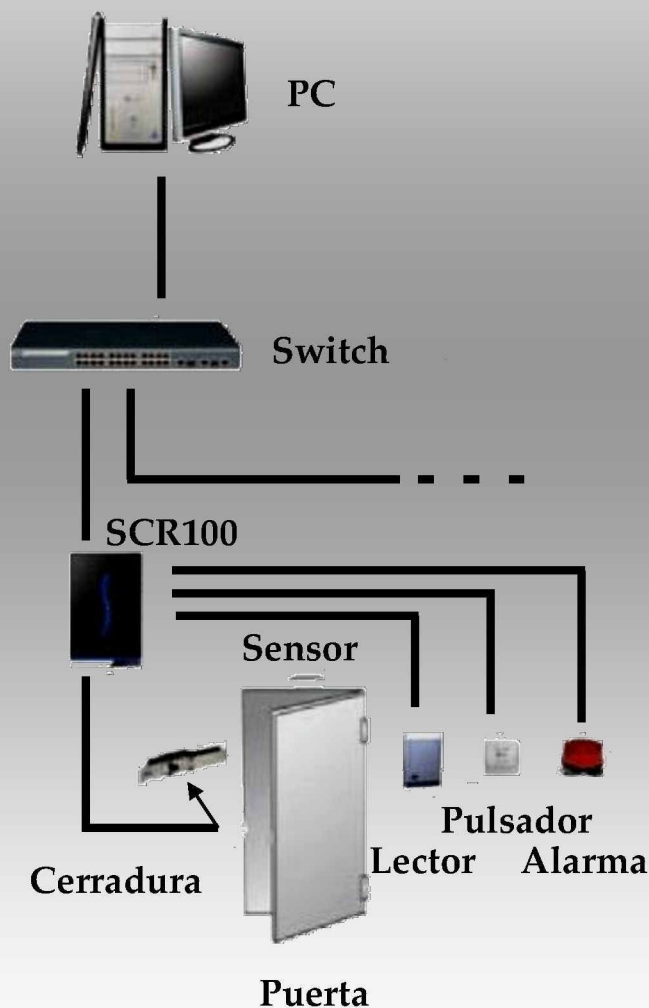 PC
Switch
SCR100
Sensor
Pulsador
Lector
Alarma
Cerradura
Puerta